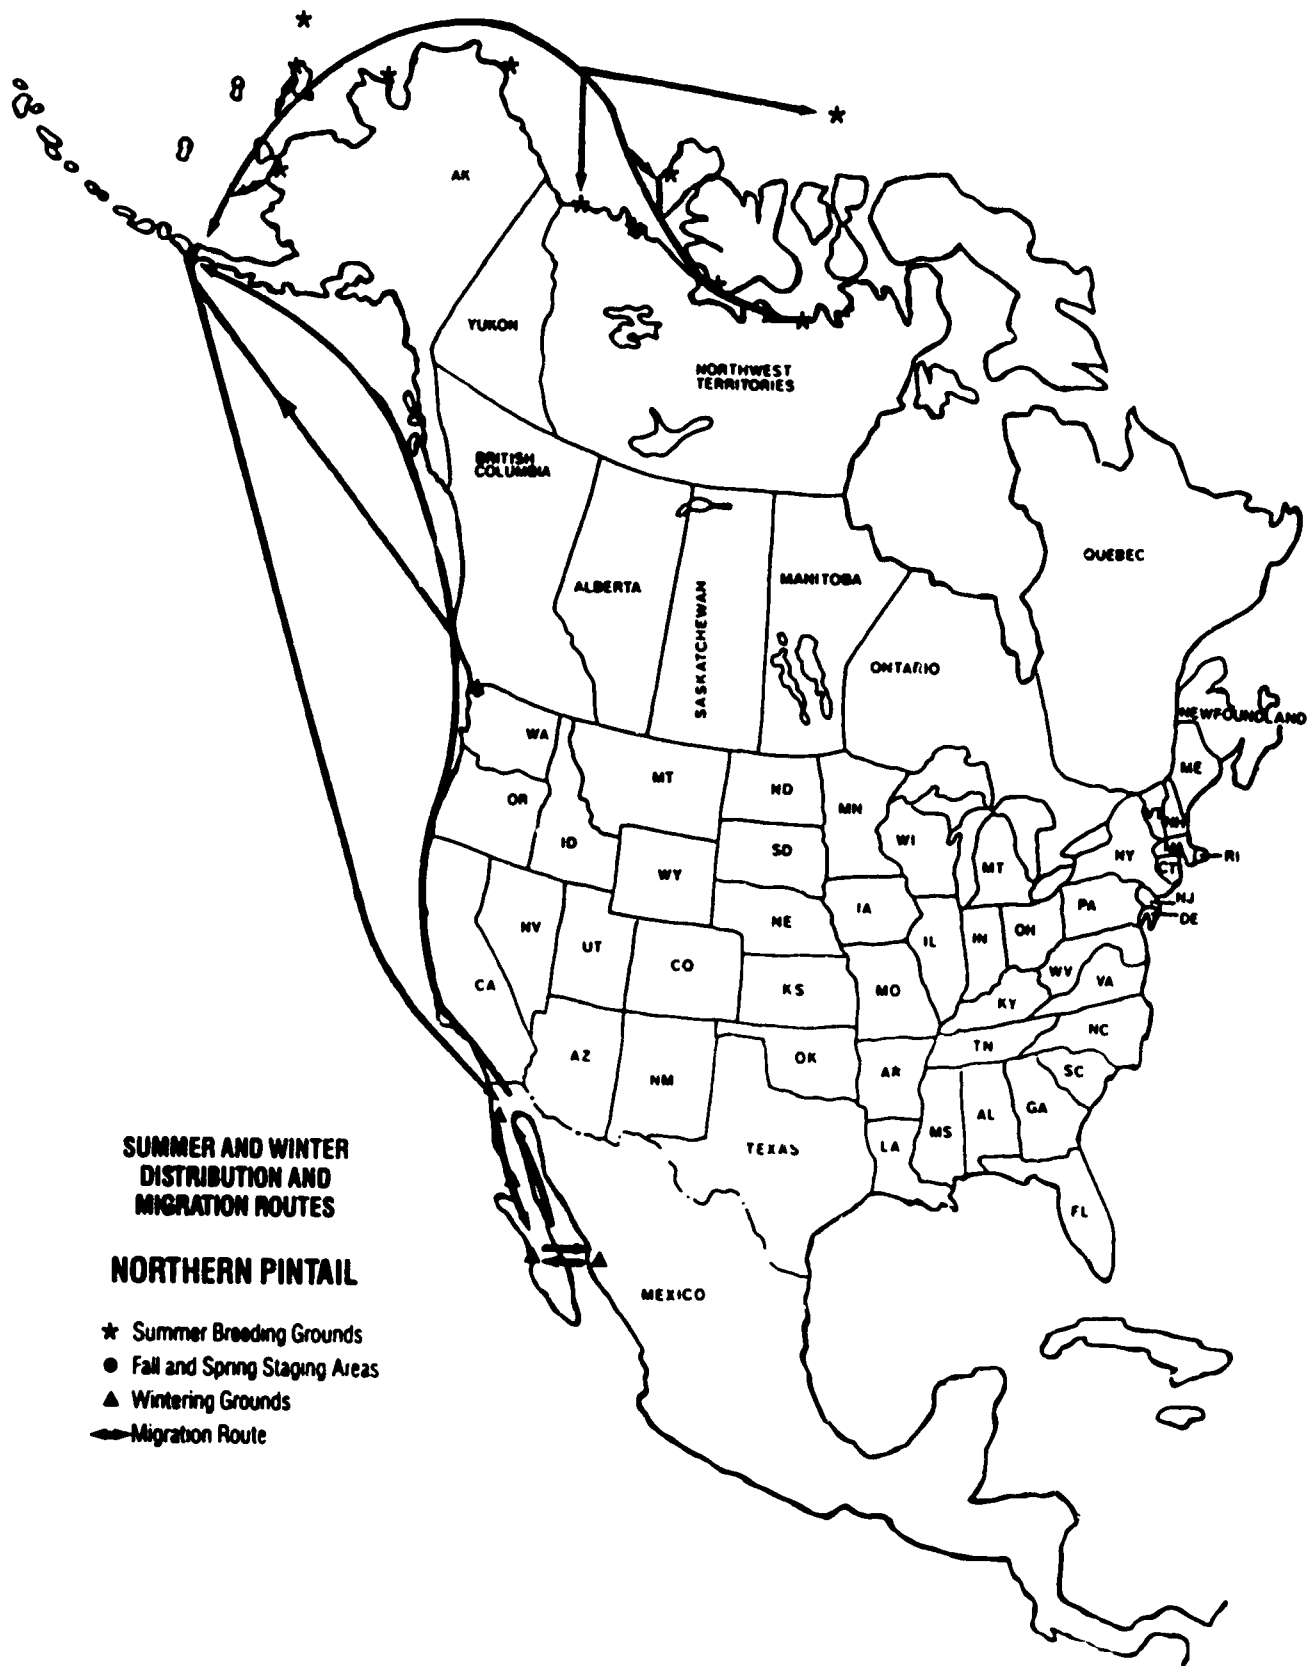 AK
YUKON
NORTHWEST
TERRITORIES
BRITISH
COLUMBIA
ALBERTA
SASKATCHEWAN
MANITOBA
ONTARIO
QUEBEC
NEWFOUNDLAND
WA
MT
ND
MN
ME
OR
ID
WY
SD
WI
MT
NY
VT
NH
MA
RI
CT
NJ
DE
PA
NV
UT
CO
NE
IA
IL
IN
OH
WV
VA
CA
KS
MO
KY
NC
AZ
NM
OK
AR
TN
SC
TEXAS
LA
MS
AL
GA
FL
MEXICO
SUMMER AND WINTER
DISTRIBUTION AND
MIGRATION ROUTES
NORTHERN PINTAIL
Summer Breeding Grounds
Fall and Spring Staging Areas
Wintering Grounds
Migration Route